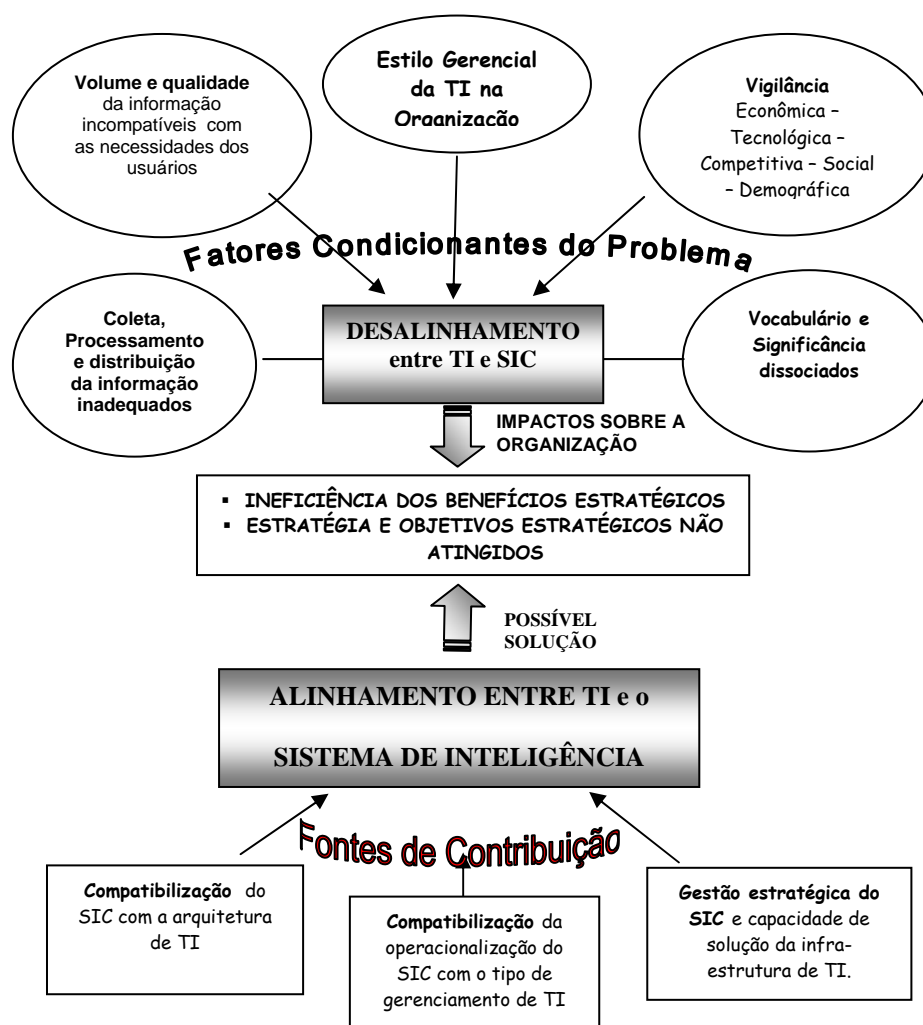 Volume e qualidade
da informação
incompatíveis com
as necessidades dos
usuários
Estilo Gerencial
da TI na
Organização
Vigilância
Econômica –
Tecnológica –
Competitiva – Social
– Demográfica
Fatores Condicionantes do Problema
Coleta,
Processamento
e distribuição
da informação
inadequados
DESALINHAMENTO
entre TI e SIC
Vocabulário e
Significância
dissociados
IMPACTOS SOBRE A
ORGANIZAÇÃO
▪ INEFICIÊNCIA DOS BENEFÍCIOS ESTRATÉGICOS
▪ ESTRATÉGIA E OBJETIVOS ESTRATÉGICOS NÃO
ATINGIDOS
POSSÍVEL
SOLUÇÃO
ALINHAMENTO ENTRE TI e o
SISTEMA DE INTELIGÊNCIA
Fontes de Contribuição
Compatibilização do
SIC com a arquitetura
de TI
Compatibilização da
operacionalização do
SIC com o tipo de
gerenciamento de TI
Gestão estratégica do
SIC e capacidade de
solução da infra-
estrutura de TI.